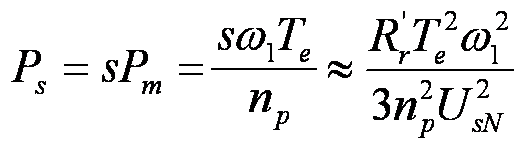 $P_s = sP_m = \frac{s\omega_1 T_e}{n_p} \approx \frac{R_r^{'} T_e^2 \omega_1^2}{3n_p^2 U_{sN}^2}$